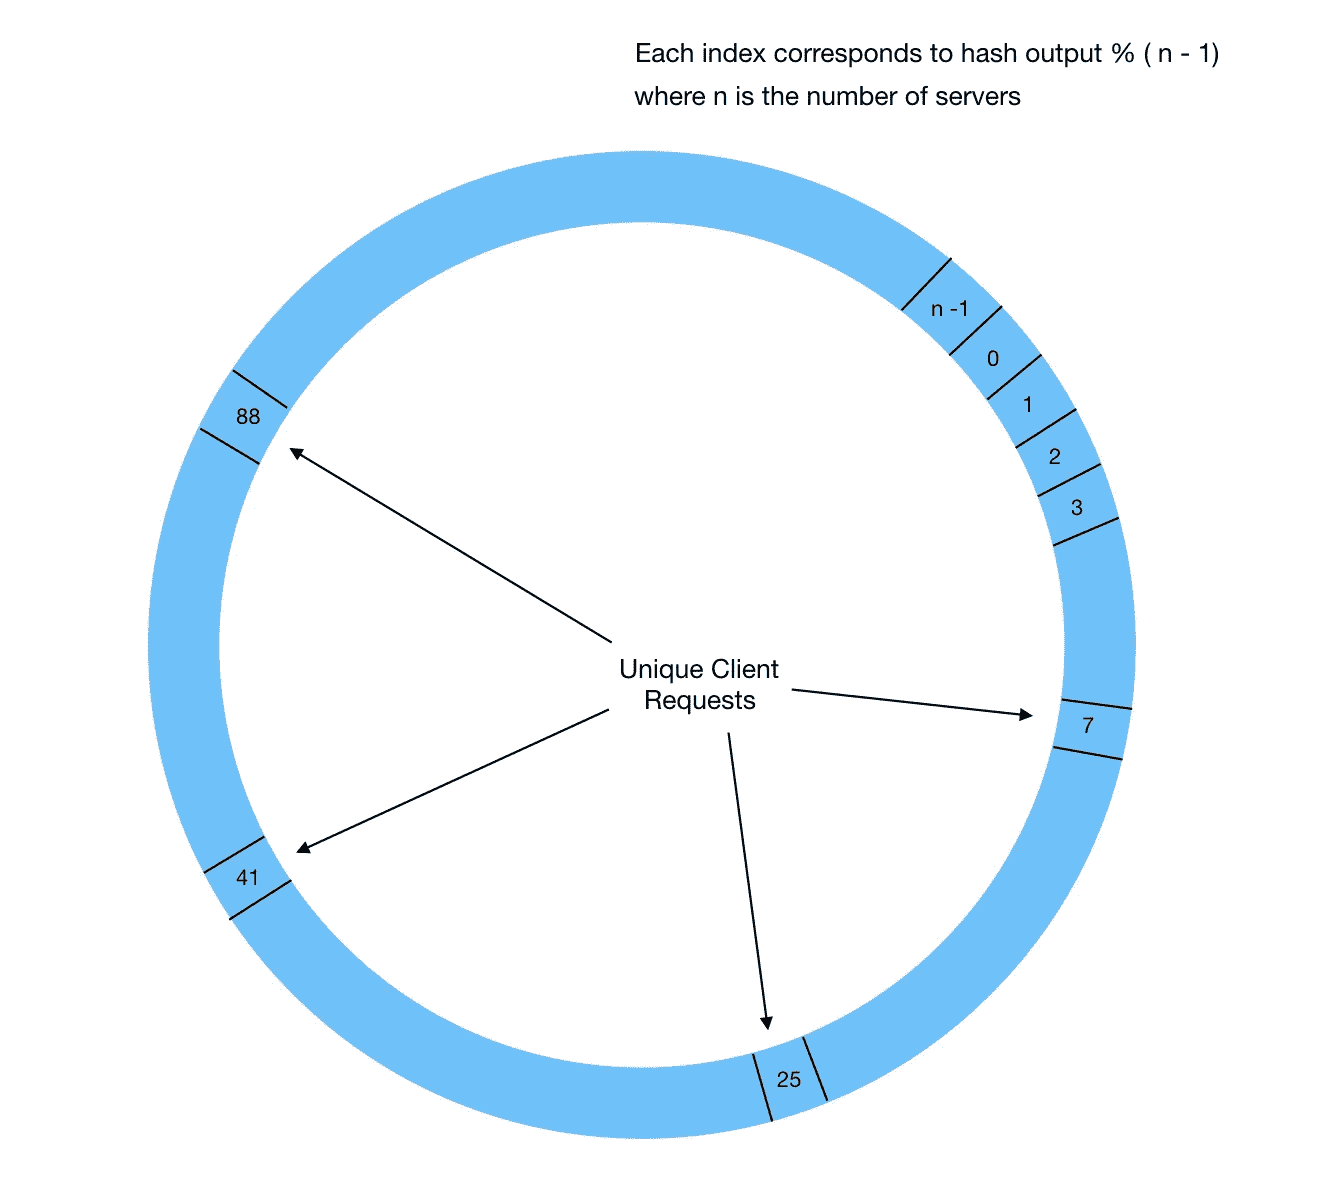 Each index corresponds to hash output % ( n - 1)
where n is the number of servers
n -1
0
1
2
3
88
Unique Client
Requests
7
41
25